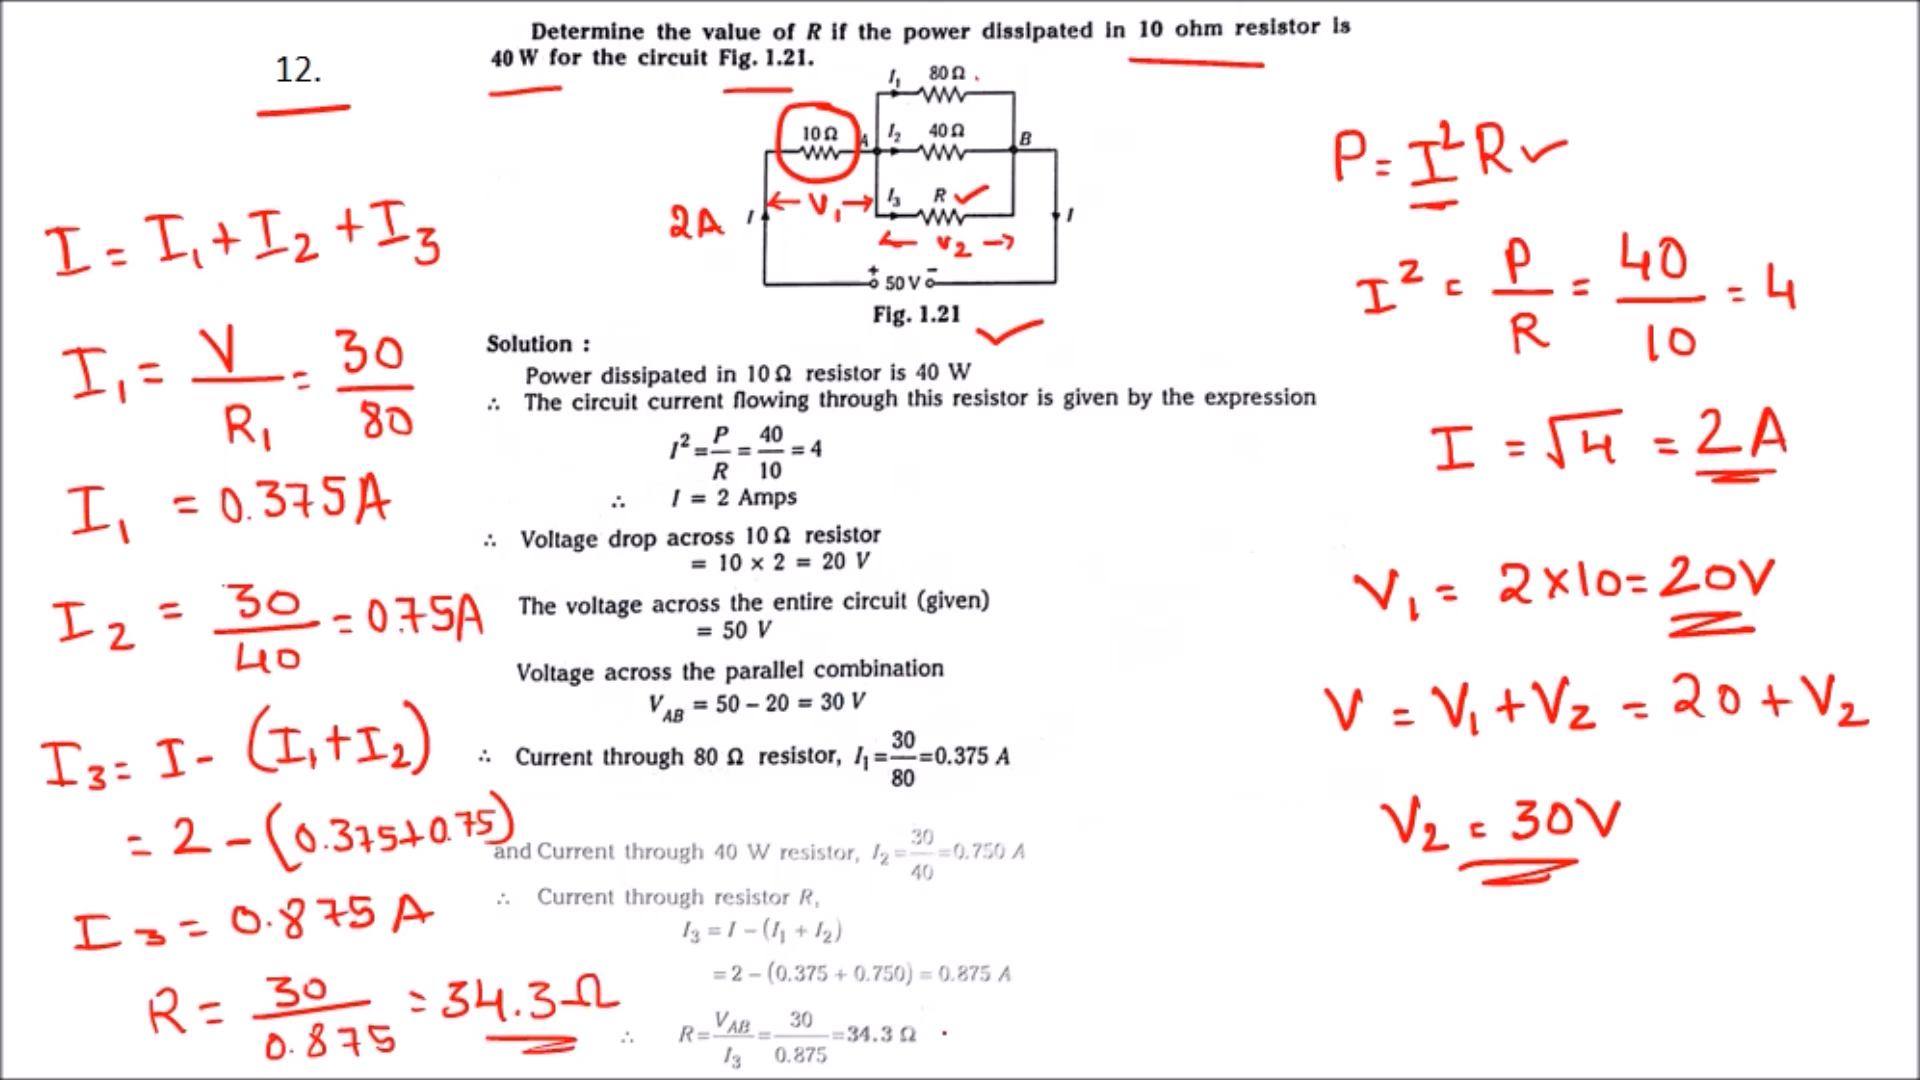 12.
Determine the value of R if the power dissipated in 10 ohm resistor is
40 W for the circuit Fig. 1.21.
I₁ 80 Ω
10 Ω A I₂ 40 Ω B
I₃ R
← V₁ →
2A I I
← V₂ →
+ 50 V −
Fig. 1.21
I = I₁ + I₂ + I₃
I₁ = V/R₁ = 30/80
I₁ = 0.375A
I₂ = 30/40 = 0.75A
I₃ = I - (I₁+I₂)
= 2 - (0.375+0.75)
I₃ = 0.875 A
R = 30/0.875 = 34.3 Ω
Solution :
Power dissipated in 10 Ω resistor is 40 W
∴ The circuit current flowing through this resistor is given by the expression
I² = P/R = 40/10 = 4
∴ I = 2 Amps
∴ Voltage drop across 10 Ω resistor
= 10 × 2 = 20 V
The voltage across the entire circuit (given)
= 50 V
Voltage across the parallel combination
V_AB = 50 – 20 = 30 V
∴ Current through 80 Ω resistor, I₁ = 30/80 = 0.375 A
and Current through 40 W resistor, I₂ = 30/40 = 0.750 A
∴ Current through resistor R,
I₃ = I – (I₁ + I₂)
= 2 – (0.375 + 0.750) = 0.875 A
∴ R = V_AB/I₃ = 30/0.875 = 34.3 Ω
P = I²R
I² = P/R = 40/10 = 4
I = √4 = 2A
V₁ = 2×10 = 20V
V = V₁ + V₂ = 20 + V₂
V₂ = 30V